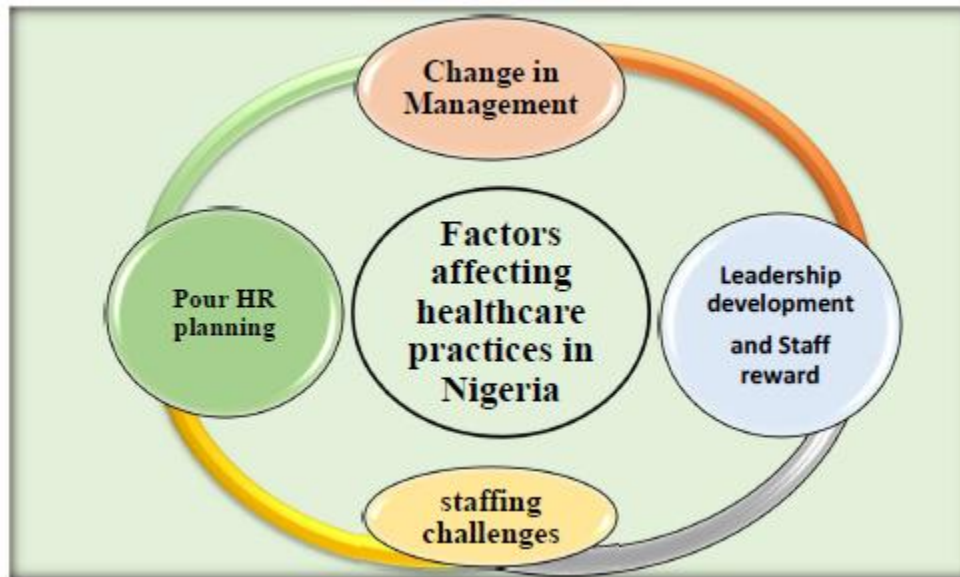 Change in
Management
Factors
affecting
healthcare
practices in
Nigeria
Pour HR
planning
Leadership
development
and Staff
reward
staffing
challenges